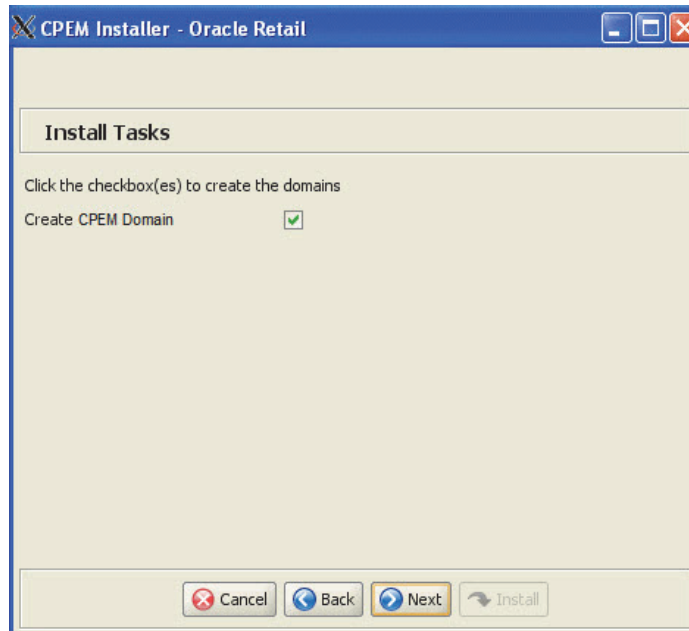 CPEM Installer - Oracle Retail
Install Tasks
Click the checkbox(es) to create the domains
Create CPEM Domain
Cancel Back Next Install